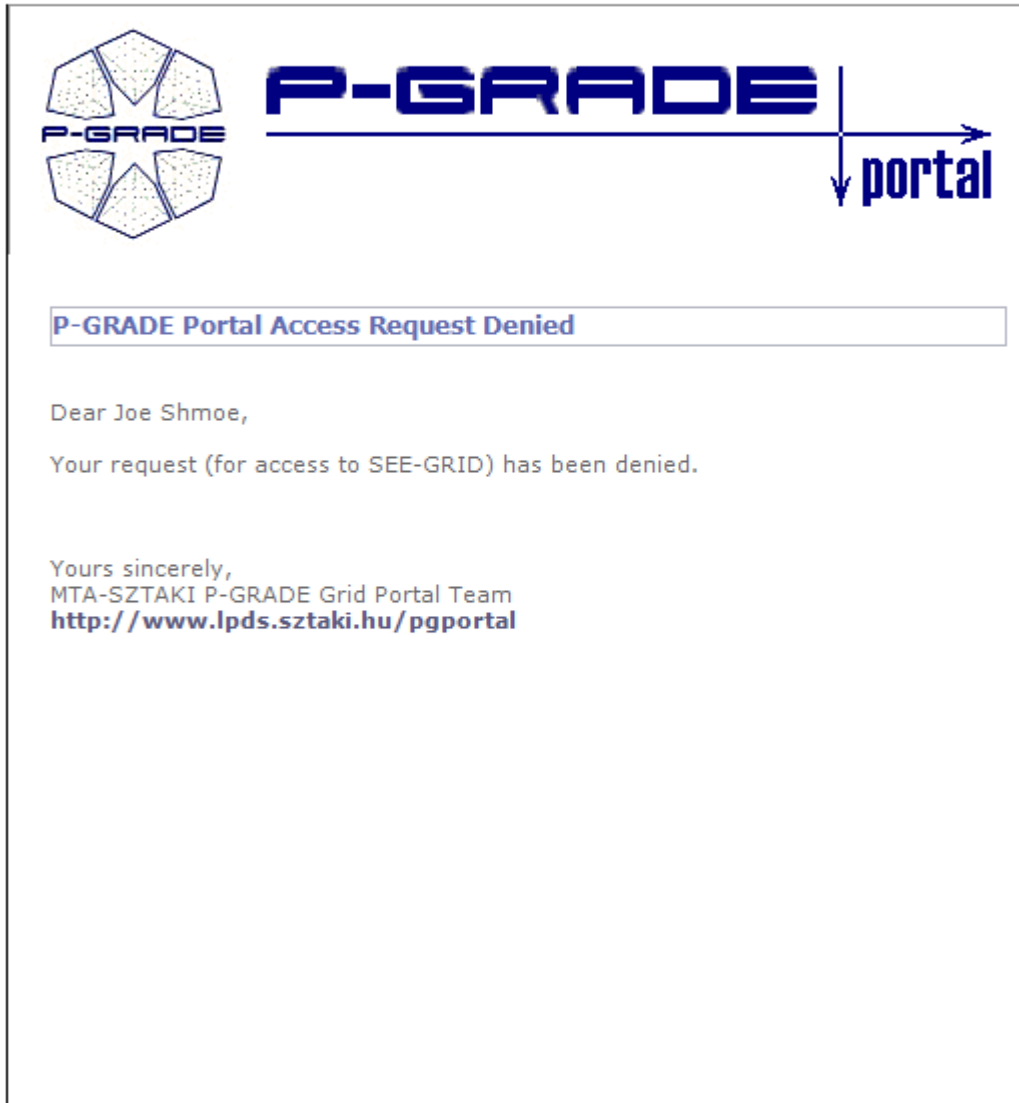 P-GRADE
P-GRADE
portal
P-GRADE Portal Access Request Denied
Dear Joe Shmoe,
Your request (for access to SEE-GRID) has been denied.
Yours sincerely,
MTA-SZTAKI P-GRADE Grid Portal Team
http://www.lpds.sztaki.hu/pgportal